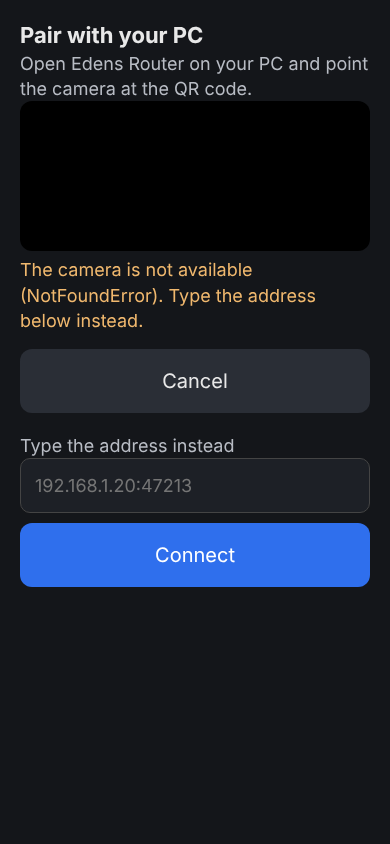 Pair with your PC
Open Edens Router on your PC and point
the camera at the QR code.
The camera is not available
(NotFoundError). Type the address
below instead.
Cancel
Type the address instead
192.168.1.20:47213
Connect